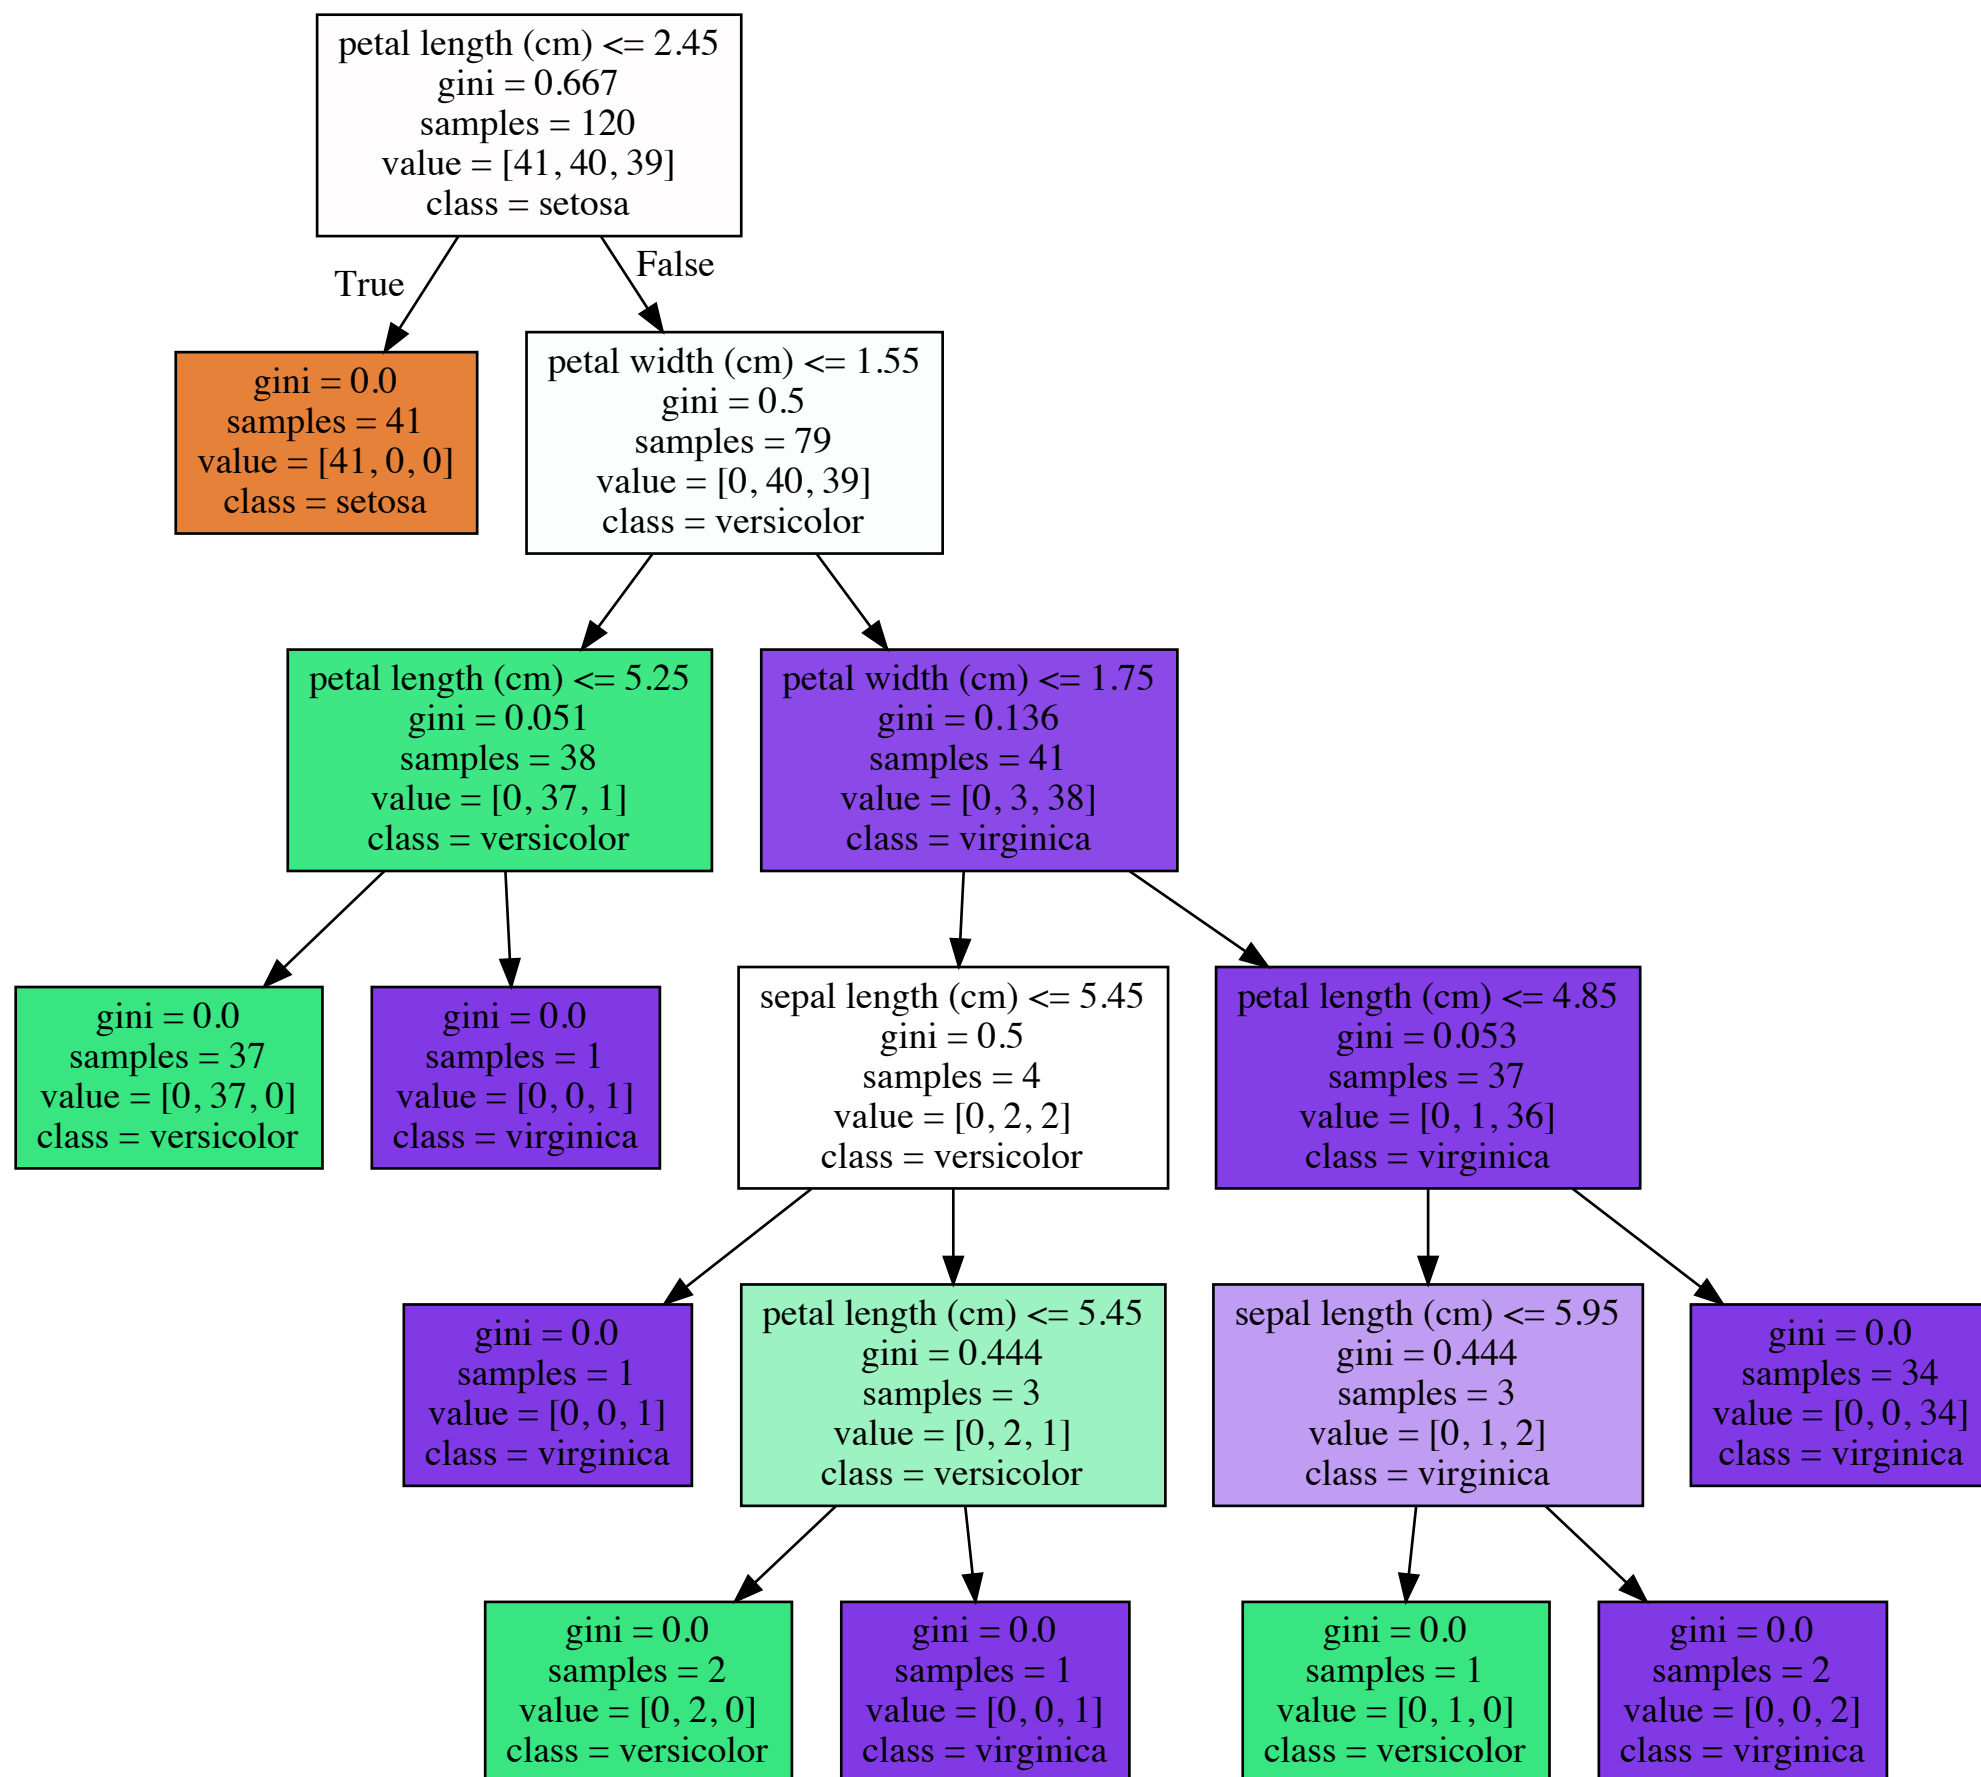 petal length (cm) <= 2.45
gini = 0.667
samples = 120
value = [41, 40, 39]
class = setosa
True
False
gini = 0.0
samples = 41
value = [41, 0, 0]
class = setosa
petal width (cm) <= 1.55
gini = 0.5
samples = 79
value = [0, 40, 39]
class = versicolor
petal length (cm) <= 5.25
gini = 0.051
samples = 38
value = [0, 37, 1]
class = versicolor
petal width (cm) <= 1.75
gini = 0.136
samples = 41
value = [0, 3, 38]
class = virginica
gini = 0.0
samples = 37
value = [0, 37, 0]
class = versicolor
gini = 0.0
samples = 1
value = [0, 0, 1]
class = virginica
sepal length (cm) <= 5.45
gini = 0.5
samples = 4
value = [0, 2, 2]
class = versicolor
petal length (cm) <= 4.85
gini = 0.053
samples = 37
value = [0, 1, 36]
class = virginica
gini = 0.0
samples = 1
value = [0, 0, 1]
class = virginica
petal length (cm) <= 5.45
gini = 0.444
samples = 3
value = [0, 2, 1]
class = versicolor
sepal length (cm) <= 5.95
gini = 0.444
samples = 3
value = [0, 1, 2]
class = virginica
gini = 0.0
samples = 34
value = [0, 0, 34]
class = virginica
gini = 0.0
samples = 2
value = [0, 2, 0]
class = versicolor
gini = 0.0
samples = 1
value = [0, 0, 1]
class = virginica
gini = 0.0
samples = 1
value = [0, 1, 0]
class = versicolor
gini = 0.0
samples = 2
value = [0, 0, 2]
class = virginica